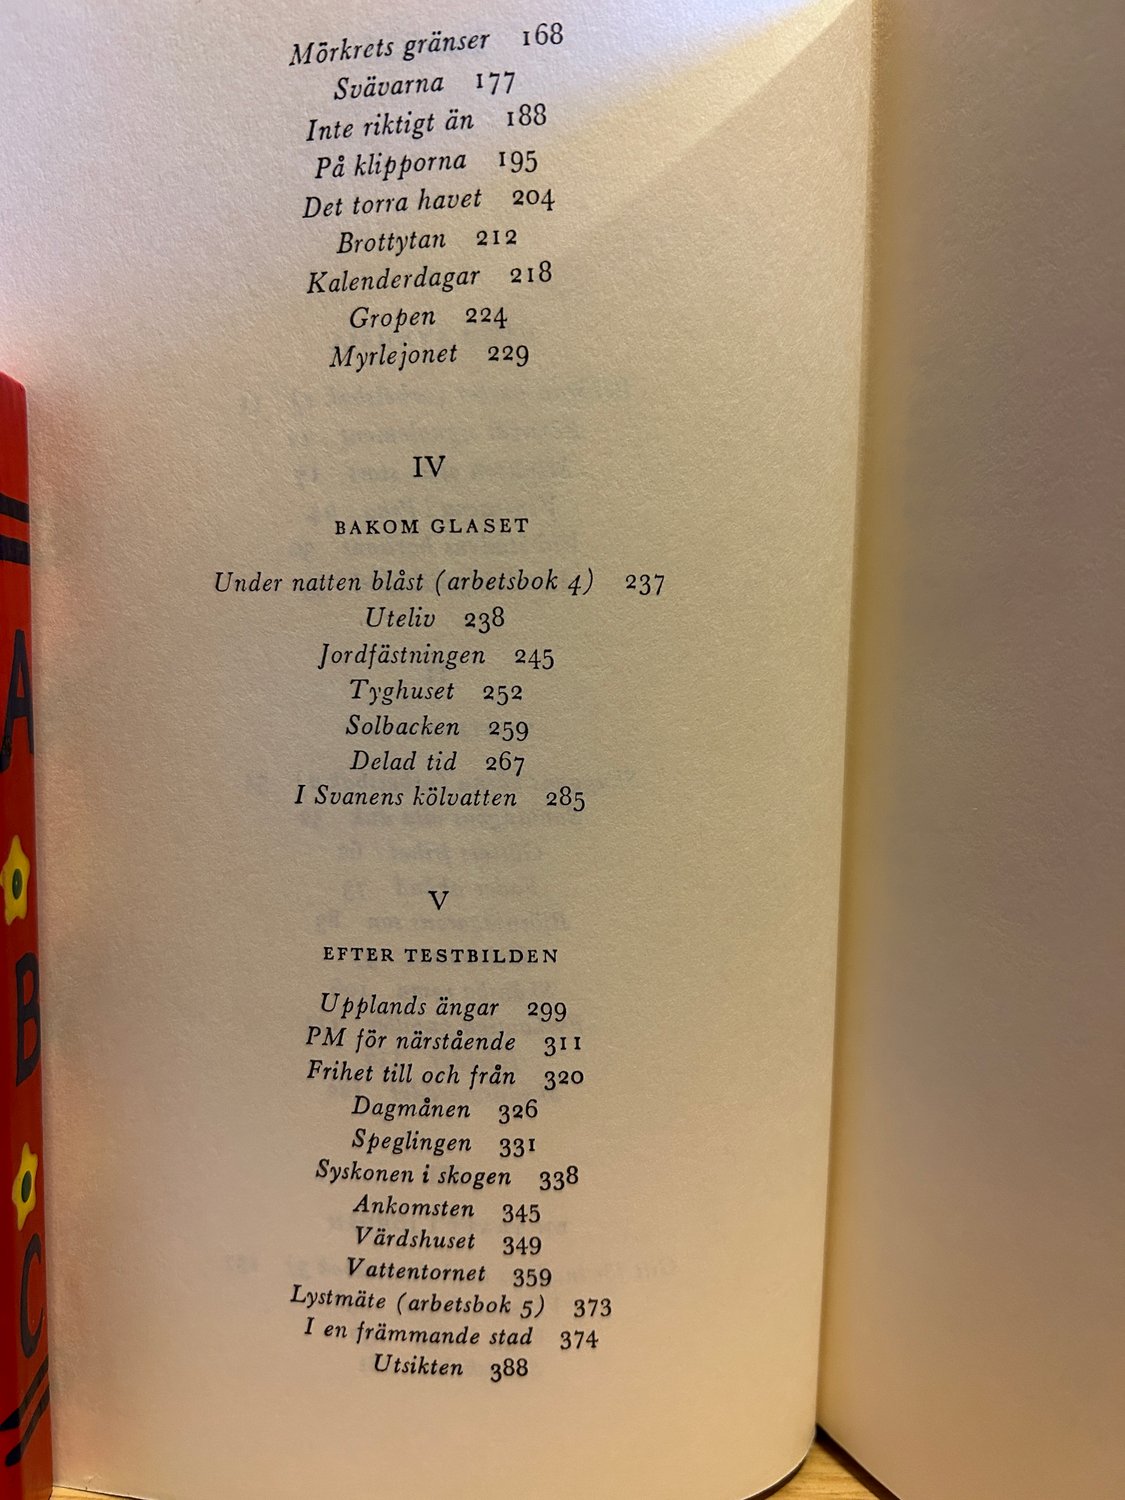 Mörkrets gränser 168
Svävarna 177
Inte riktigt än 188
På klipporna 195
Det torra havet 204
Brottytan 212
Kalenderdagar 218
Gropen 224
Myrlejonet 229
IV
BAKOM GLASET
Under natten blåst (arbetsbok 4) 237
Uteliv 238
Jordfästningen 245
Tyghuset 252
Solbacken 259
Delad tid 267
I Svanens kölvatten 285
V
EFTER TESTBILDEN
Upplands ängar 299
PM för närstående 311
Frihet till och från 320
Dagmånen 326
Speglingen 331
Syskonen i skogen 338
Ankomsten 345
Värdshuset 349
Vattentornet 359
Lystmäte (arbetsbok 5) 373
I en främmande stad 374
Utsikten 388
A
B
C